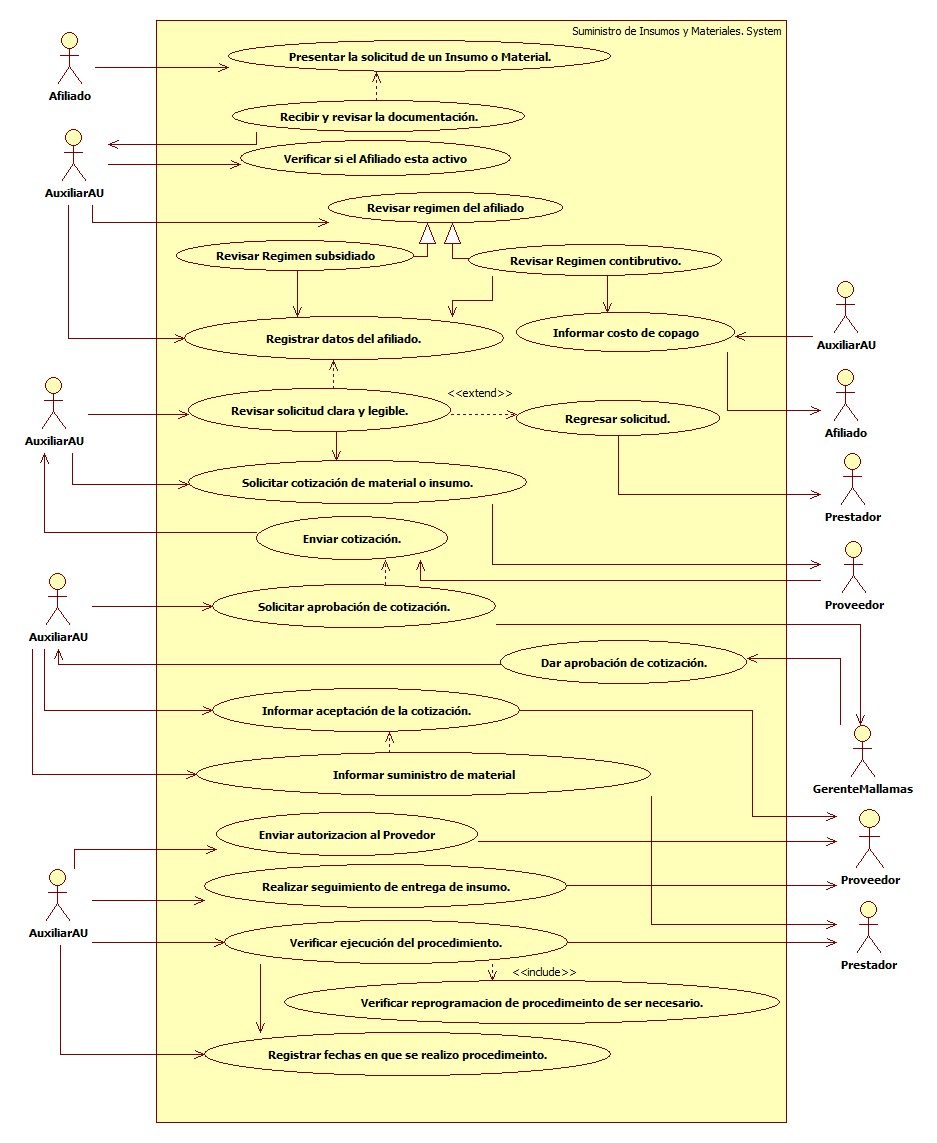 Suministro de Insumos y Materiales. System
Presentar la solicitud de un Insumo o Material.
Afiliado
Recibir y revisar la documentación.
Verificar si el Afiliado esta activo
AuxiliarAU
Revisar regimen del afiliado
Revisar Regimen subsidiado
Revisar Regimen contibrutivo.
Registrar datos del afiliado.
Informar costo de copago
AuxiliarAU
<<extend>>
Revisar solicitud clara y legible.
Regresar solicitud.
Afiliado
AuxiliarAU
Solicitar cotización de material o insumo.
Prestador
Enviar cotización.
Solicitar aprobación de cotización.
Proveedor
AuxiliarAU
Dar aprobación de cotización.
Informar aceptación de la cotización.
Informar suministro de material
GerenteMallamas
Enviar autorizacion al Provedor
Realizar seguimiento de entrega de insumo.
Proveedor
AuxiliarAU
Verificar ejecución del procedimiento.
Prestador
<<include>>
Verificar reprogramacion de procedimeinto de ser necesario.
Registrar fechas en que se realizo procedimeinto.